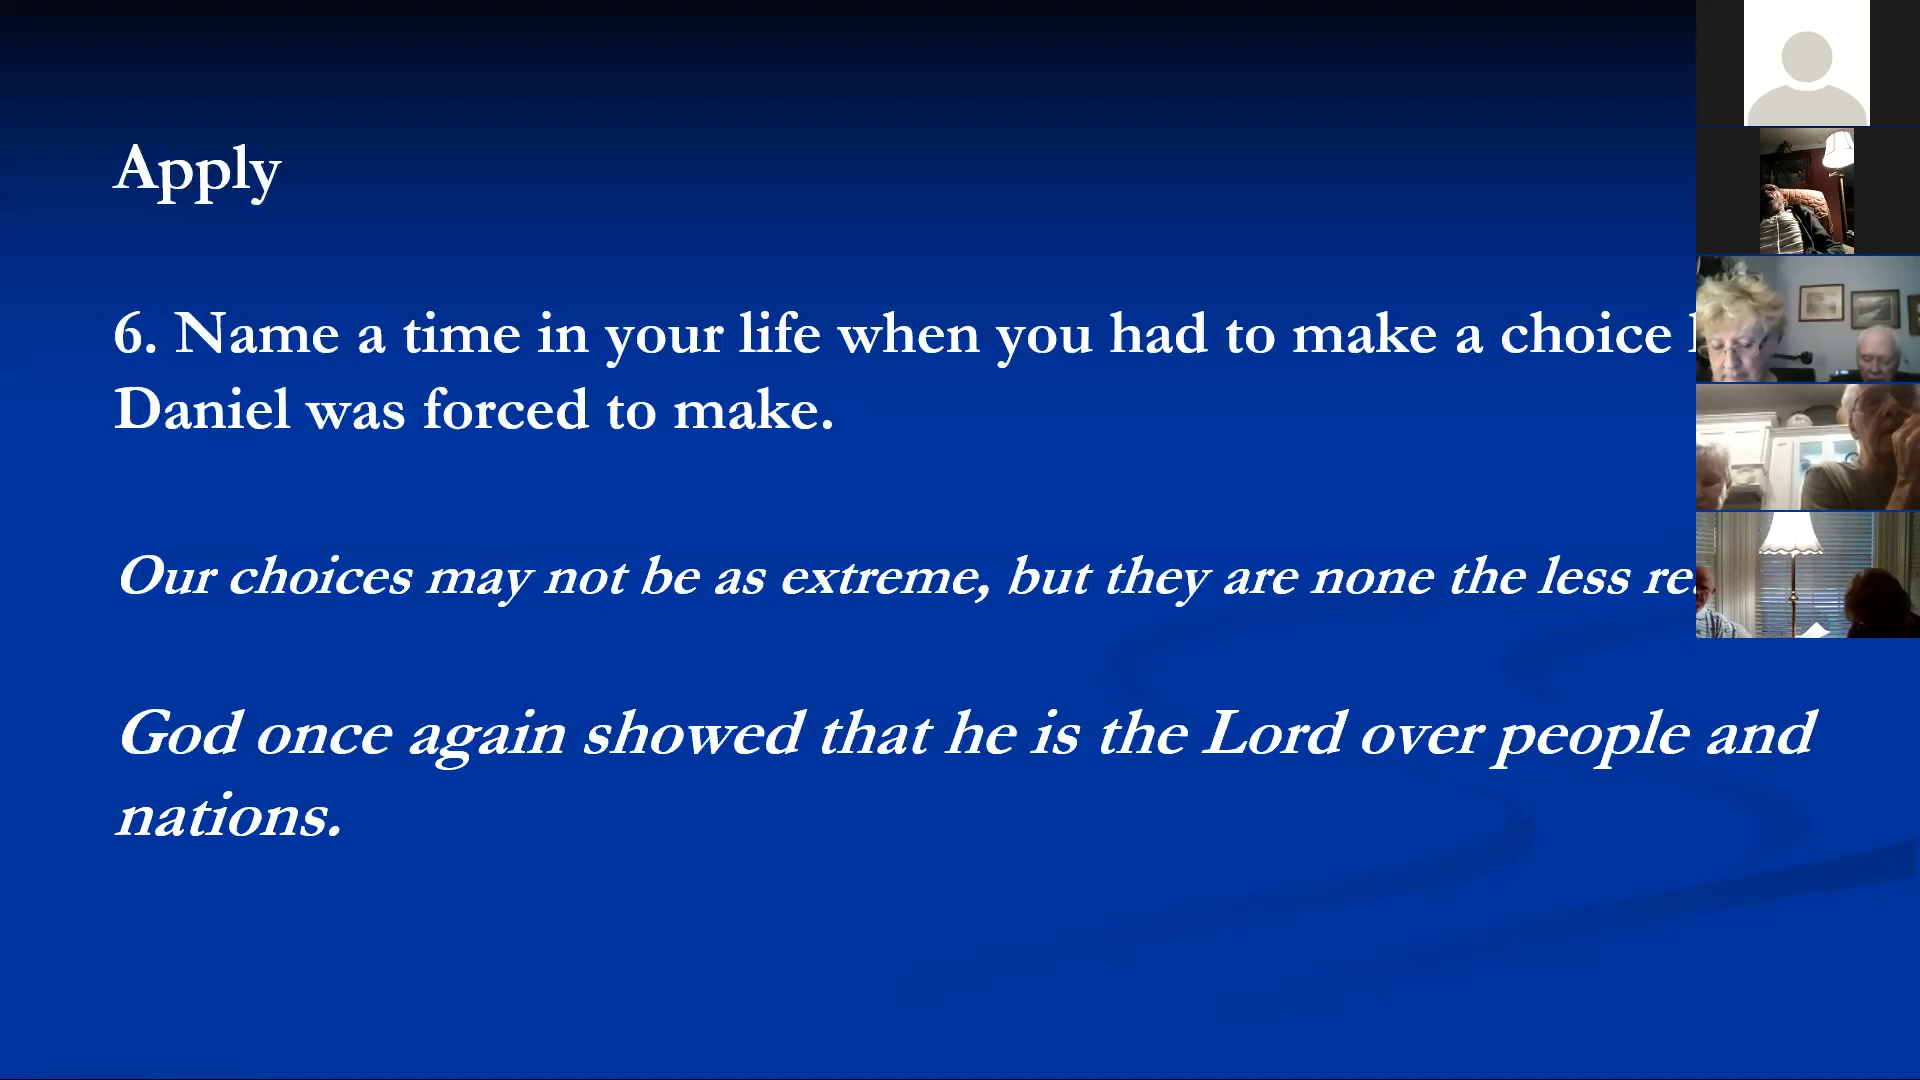 Apply
6. Name a time in your life when you had to make a choice
Daniel was forced to make.
Our choices may not be as extreme, but they are none the less
God once again showed that he is the Lord over people and
nations.